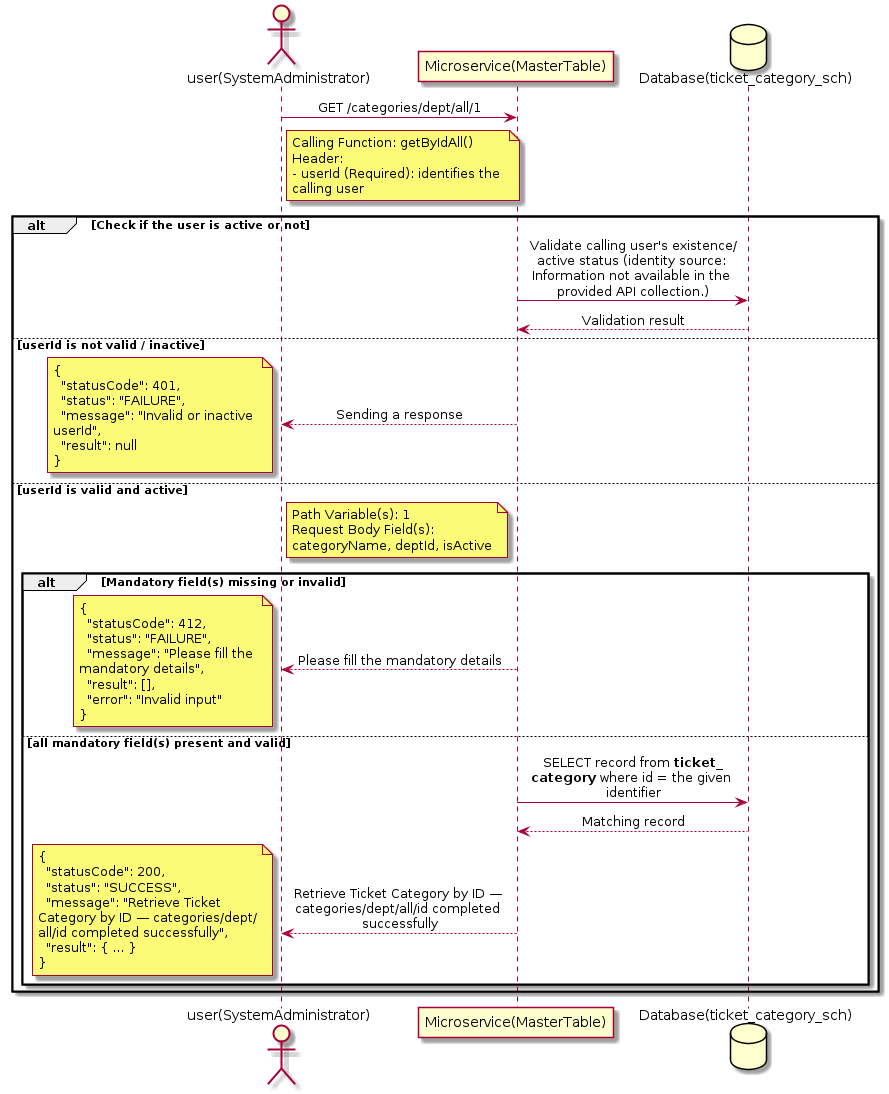 user(SystemAdministrator)
Microservice(MasterTable)
Database(ticket_category_sch)
GET /categories/dept/all/1
Calling Function: getByIdAll()
Header:
- userId (Required): identifies the
calling user
alt
[Check if the user is active or not]
Validate calling user's existence/
active status (identity source:
Information not available in the
provided API collection.)
Validation result
[userId is not valid / inactive]
{
"statusCode": 401,
"status": "FAILURE",
"message": "Invalid or inactive
userId",
"result": null
}
Sending a response
[userId is valid and active]
Path Variable(s): 1
Request Body Field(s):
categoryName, deptId, isActive
alt
[Mandatory field(s) missing or invalid]
{
"statusCode": 412,
"status": "FAILURE",
"message": "Please fill the
mandatory details",
"result": [],
"error": "Invalid input"
}
Please fill the mandatory details
[all mandatory field(s) present and valid]
SELECT record from ticket_
category where id = the given
identifier
Matching record
{
"statusCode": 200,
"status": "SUCCESS",
"message": "Retrieve Ticket
Category by ID — categories/dept/
all/id completed successfully",
"result": { ... }
}
Retrieve Ticket Category by ID —
categories/dept/all/id completed
successfully
user(SystemAdministrator)
Microservice(MasterTable)
Database(ticket_category_sch)